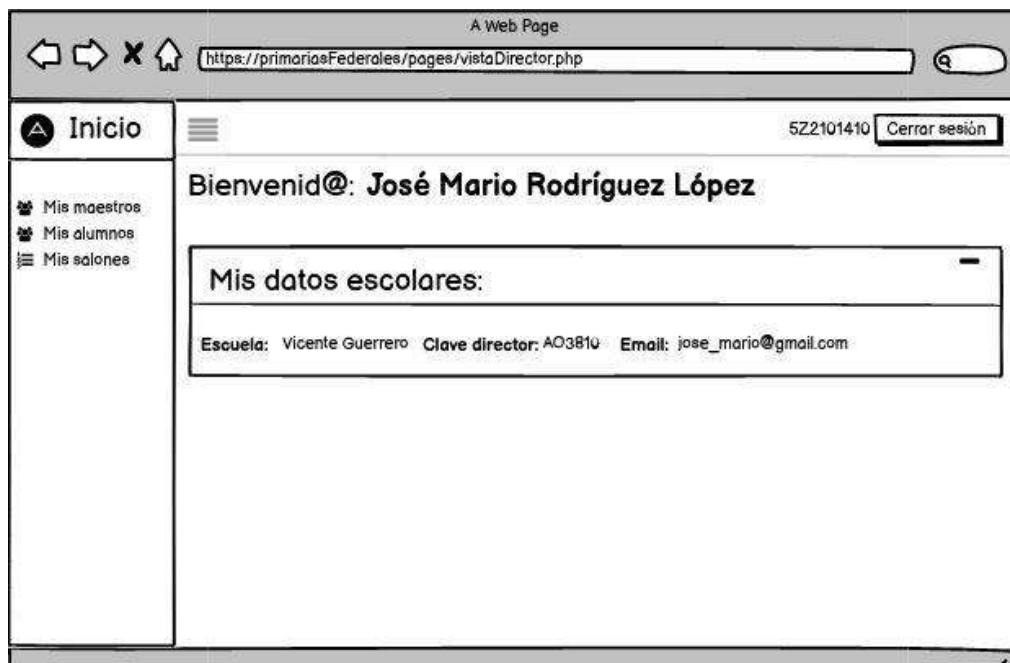 A Web Page
https://primariasFederales/pages/vistaDirector.php
A Inicio
5Z2101410 Cerrar sesión
Bienvenid@: José Mario Rodríguez López
Mis maestros
Mis alumnos
Mis salones
Mis datos escolares:
Escuela: Vicente Guerrero Clave director: AO3810 Email: jose_mario@gmail.com